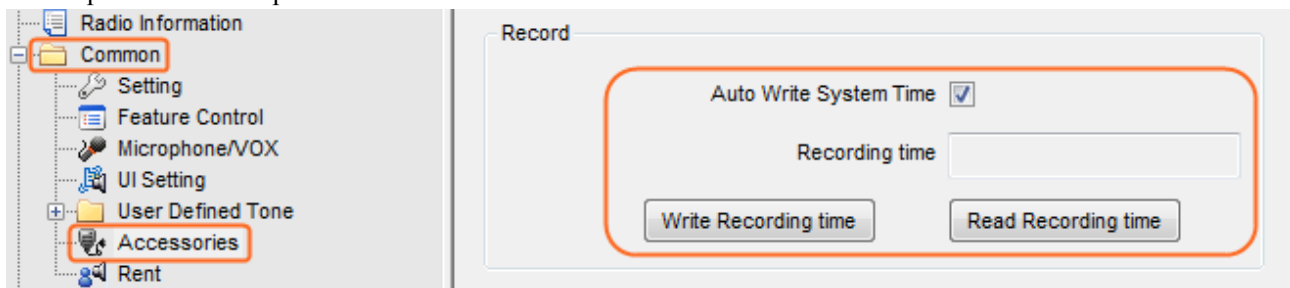 Radio Information
Common
Setting
Feature Control
Microphone/VOX
UI Setting
User Defined Tone
Accessories
Rent
Record
Auto Write System Time
Recording time
Write Recording time
Read Recording time